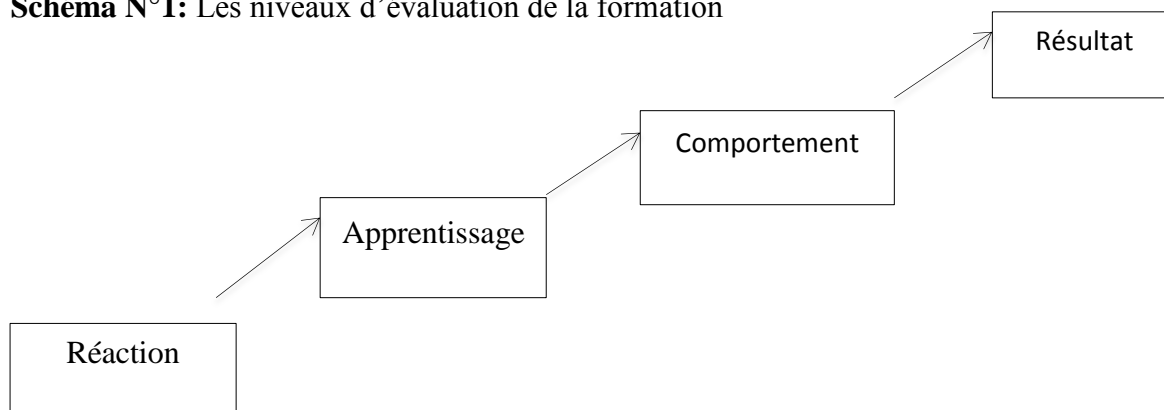 Schéma N°1: Les niveaux d'évaluation de la formation
Résultat
Comportement
Apprentissage
Réaction